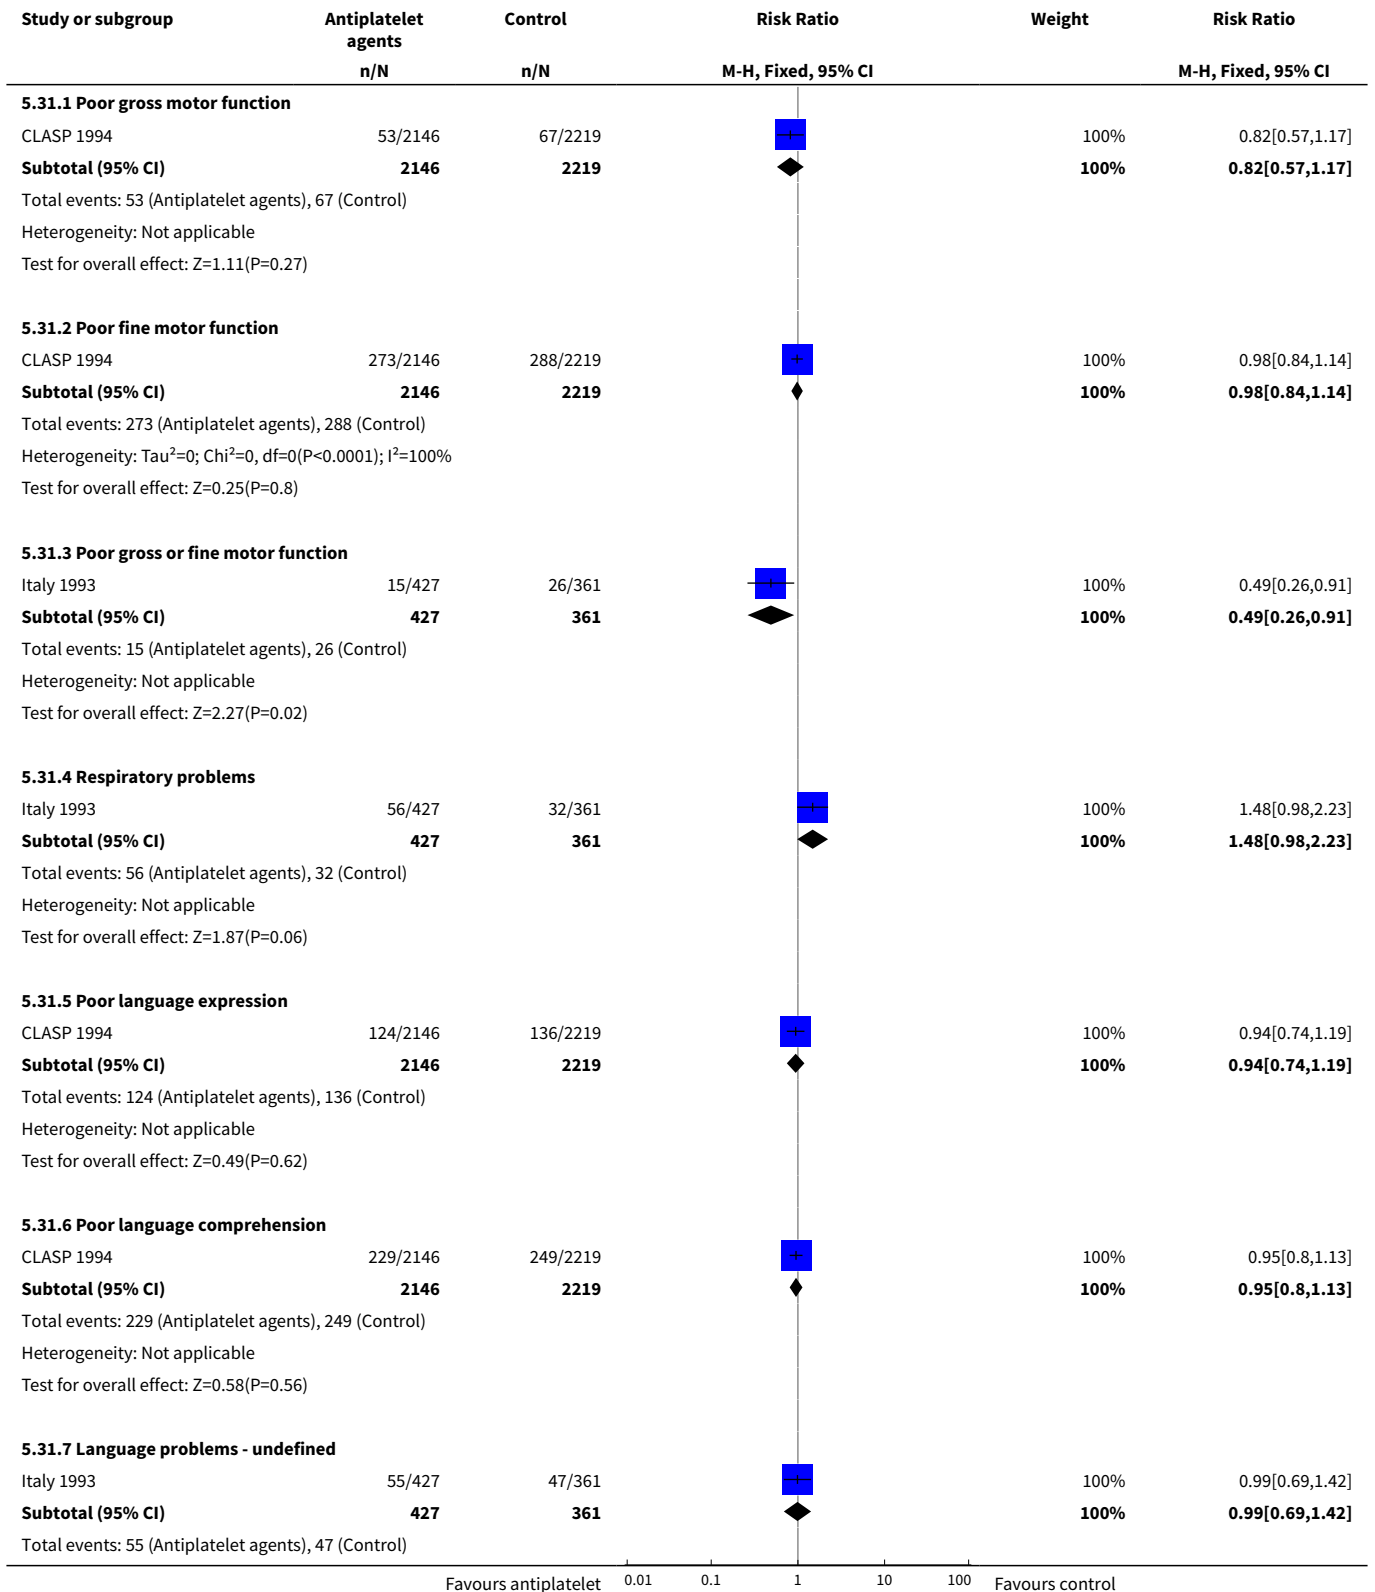 Study or subgroup Antiplatelet agents Control Risk Ratio Weight Risk Ratio
n/N n/N M-H, Fixed, 95% CI M-H, Fixed, 95% CI
5.31.1 Poor gross motor function
CLASP 1994 53/2146 67/2219 100% 0.82[0.57,1.17]
Subtotal (95% CI) 2146 2219 100% 0.82[0.57,1.17]
Total events: 53 (Antiplatelet agents), 67 (Control)
Heterogeneity: Not applicable
Test for overall effect: Z=1.11(P=0.27)
5.31.2 Poor fine motor function
CLASP 1994 273/2146 288/2219 100% 0.98[0.84,1.14]
Subtotal (95% CI) 2146 2219 100% 0.98[0.84,1.14]
Total events: 273 (Antiplatelet agents), 288 (Control)
Heterogeneity: Tau²=0; Chi²=0, df=0(P<0.0001); I²=100%
Test for overall effect: Z=0.25(P=0.8)
5.31.3 Poor gross or fine motor function
Italy 1993 15/427 26/361 100% 0.49[0.26,0.91]
Subtotal (95% CI) 427 361 100% 0.49[0.26,0.91]
Total events: 15 (Antiplatelet agents), 26 (Control)
Heterogeneity: Not applicable
Test for overall effect: Z=2.27(P=0.02)
5.31.4 Respiratory problems
Italy 1993 56/427 32/361 100% 1.48[0.98,2.23]
Subtotal (95% CI) 427 361 100% 1.48[0.98,2.23]
Total events: 56 (Antiplatelet agents), 32 (Control)
Heterogeneity: Not applicable
Test for overall effect: Z=1.87(P=0.06)
5.31.5 Poor language expression
CLASP 1994 124/2146 136/2219 100% 0.94[0.74,1.19]
Subtotal (95% CI) 2146 2219 100% 0.94[0.74,1.19]
Total events: 124 (Antiplatelet agents), 136 (Control)
Heterogeneity: Not applicable
Test for overall effect: Z=0.49(P=0.62)
5.31.6 Poor language comprehension
CLASP 1994 229/2146 249/2219 100% 0.95[0.8,1.13]
Subtotal (95% CI) 2146 2219 100% 0.95[0.8,1.13]
Total events: 229 (Antiplatelet agents), 249 (Control)
Heterogeneity: Not applicable
Test for overall effect: Z=0.58(P=0.56)
5.31.7 Language problems - undefined
Italy 1993 55/427 47/361 100% 0.99[0.69,1.42]
Subtotal (95% CI) 427 361 100% 0.99[0.69,1.42]
Total events: 55 (Antiplatelet agents), 47 (Control)
Favours antiplatelet 0.01 0.1 1 10 100 Favours control